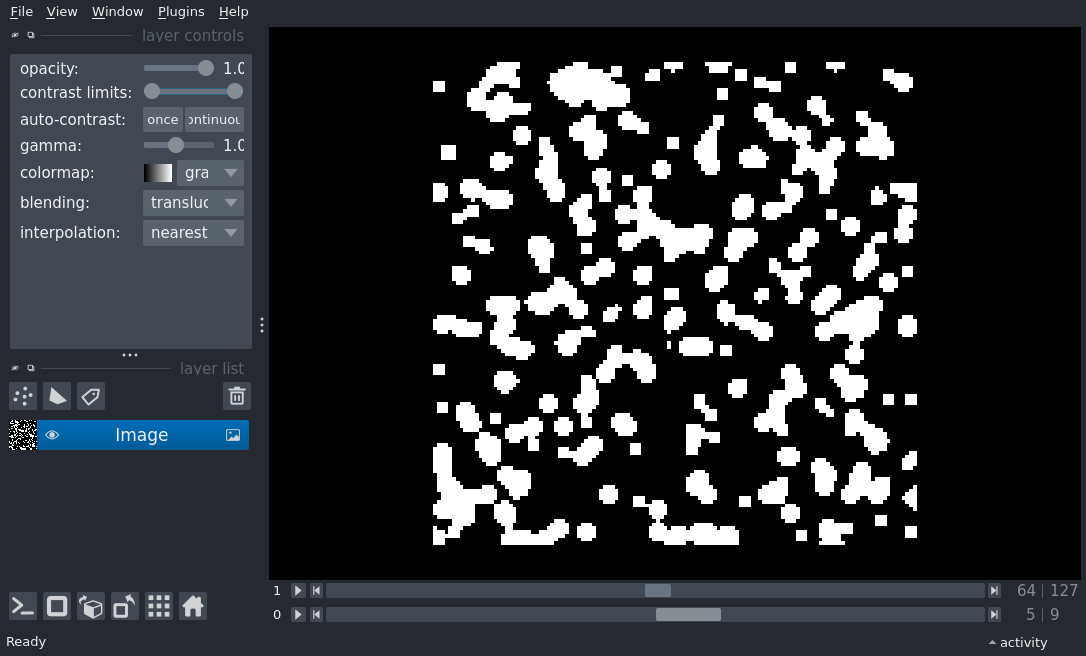 File View Window Plugins Help
layer controls
opacity: 1.0
contrast limits:
auto-contrast: once ontinuou
gamma: 1.0
colormap: gra
blending: transluc
interpolation: nearest
layer list
Image
1 64 | 127
0 5 | 9
Ready activity